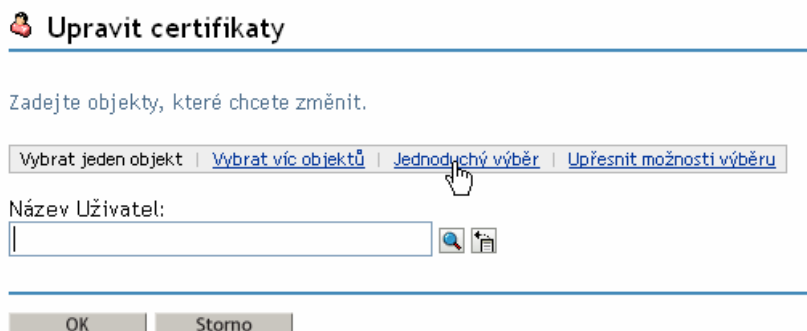 Upravit certifikaty
Zadejte objekty, které chcete změnit.
Vybrat jeden objekt | Vybrat víc objektů | Jednoduchý výběr | Upřesnit možnosti výběru
Název Uživatel:
OK Storno